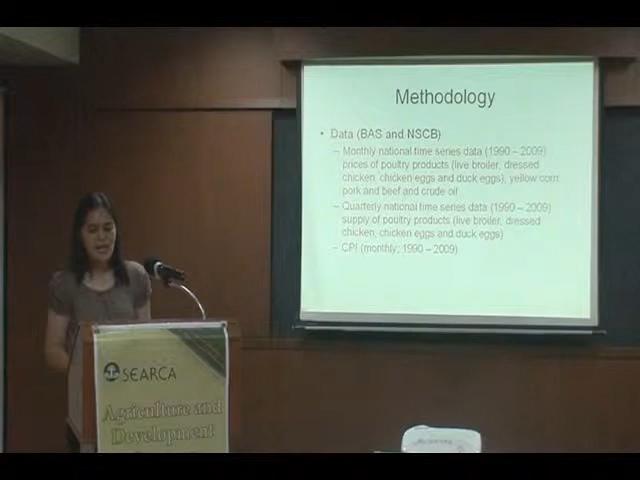 Methodology
• Data (BAS and NSCB)
– Monthly national time series data (1990 – 2009)
prices of poultry products (live broiler, dressed
chicken, chicken eggs and duck eggs), yellow corn
pork and beef and crude oil
– Quarterly national time series data (1990 – 2009)
supply of poultry products (live broiler, dressed
chicken, chicken eggs and duck eggs)
– CPI (monthly; 1990 – 2009)
SEARCA
Agriculture and
Development